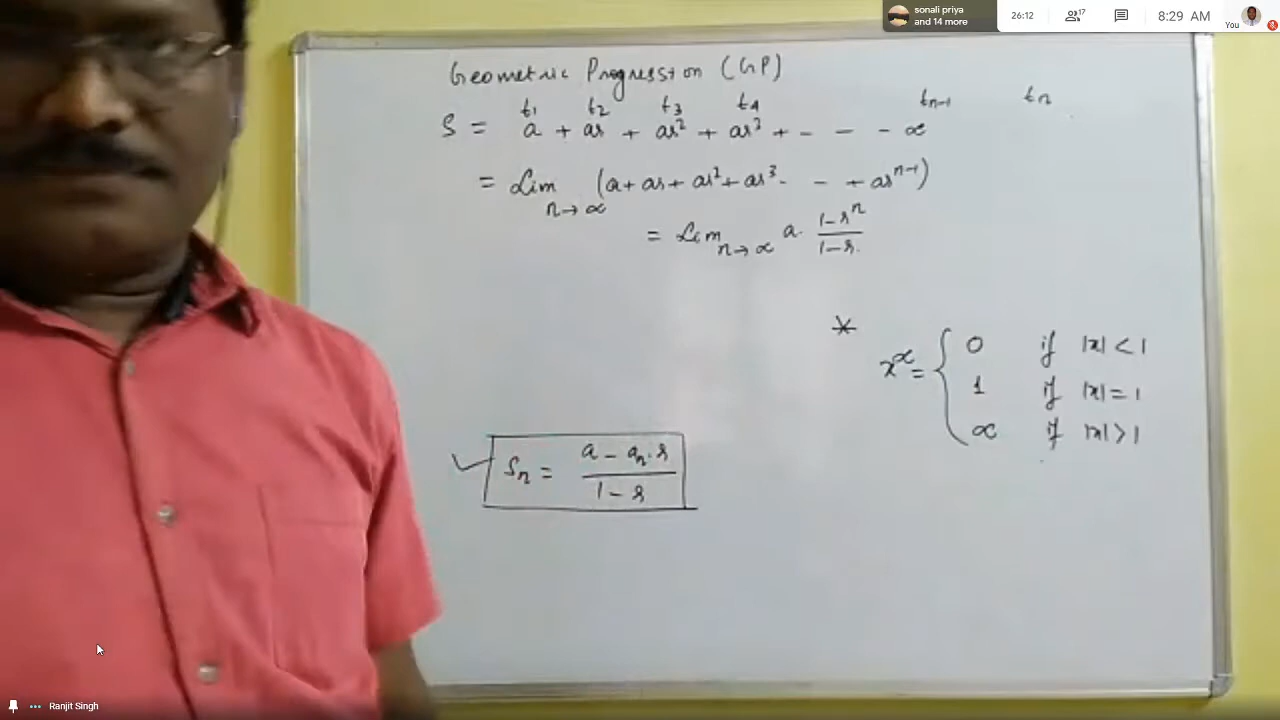 sonali priya
and 14 more
26:12
17
8:29 AM
You
Geometric Progression (GP)
t₁ t₂ t₃ t₄ tₙ₋₁ tₙ
S = a + ar + ar² + ar³ + - - - ∝
= Lim n→∝ (a + ar + ar² + ar³ - - + arⁿ⁻¹)
= Lim n→∝ a. 1-rⁿ / 1-r.
*
x^∝ = { 0 if |x| < 1
1 if |x| = 1
∝ if |x| > 1
✓ Sₙ = a - aₙ.r / 1 - r
Ranjit Singh